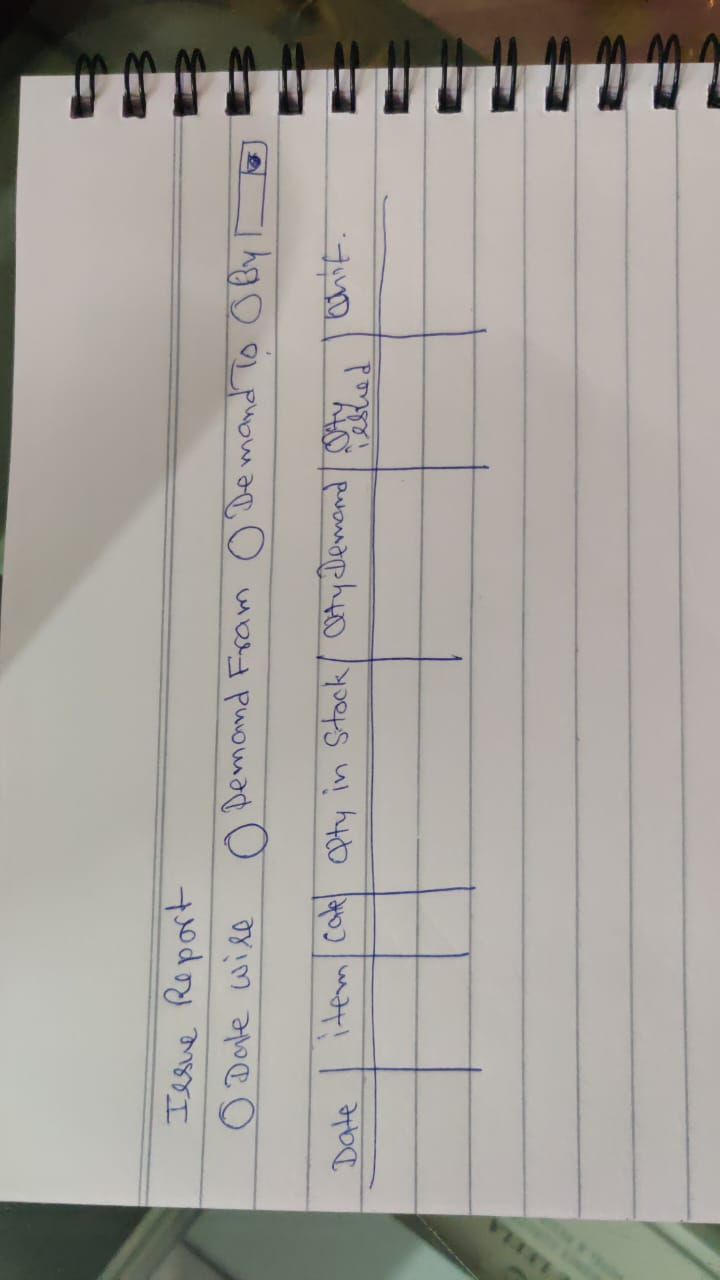 Issue Report
Date wise Demand From Demand To By
Date item Cate Qty in Stock Qty Demand Qty issued Unit.